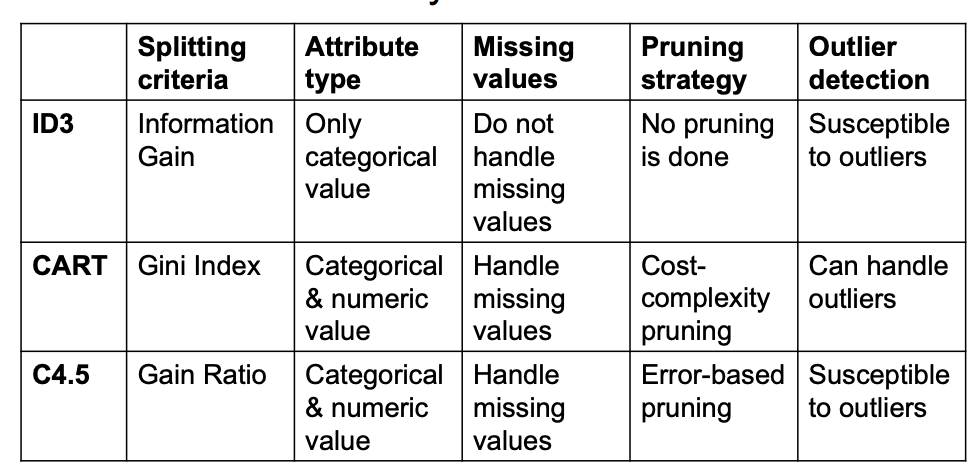 Splitting criteria | Attribute type | Missing values | Pruning strategy | Outlier detection
ID3 | Information Gain | Only categorical value | Do not handle missing values | No pruning is done | Susceptible to outliers
CART | Gini Index | Categorical & numeric value | Handle missing values | Cost-complexity pruning | Can handle outliers
C4.5 | Gain Ratio | Categorical & numeric value | Handle missing values | Error-based pruning | Susceptible to outliers